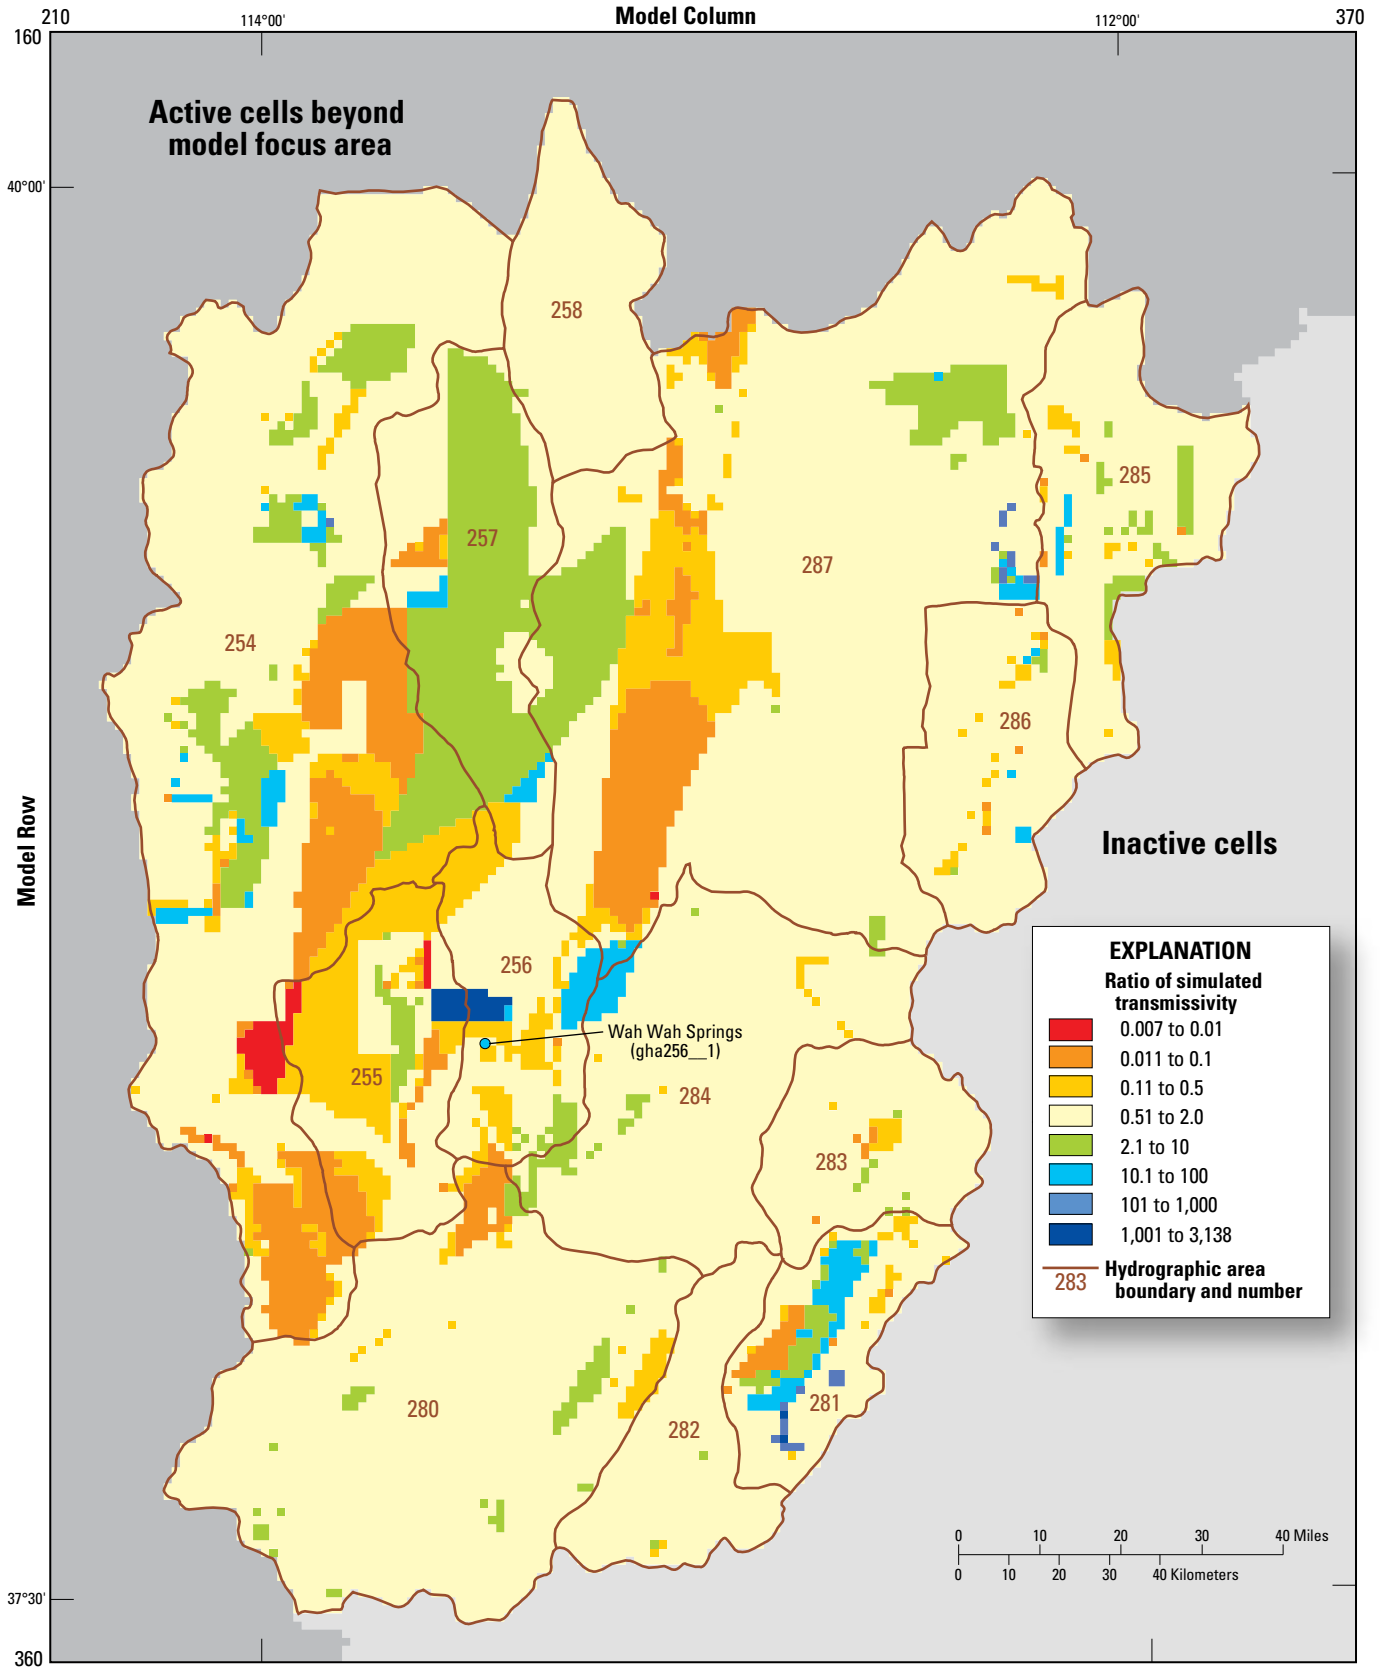 210
114°00'
Model Column
112°00'
370
160
Active cells beyond
model focus area
40°00'
258
285
257
287
254
286
Model Row
Inactive cells
256
Wah Wah Springs
(gha256__1)
255
284
283
280
281
282
EXPLANATION
Ratio of simulated
transmissivity
0.007 to 0.01
0.011 to 0.1
0.11 to 0.5
0.51 to 2.0
2.1 to 10
10.1 to 100
101 to 1,000
1,001 to 3,138
283
Hydrographic area
boundary and number
0 10 20 30 40 Miles
0 10 20 30 40 Kilometers
37°30'
360